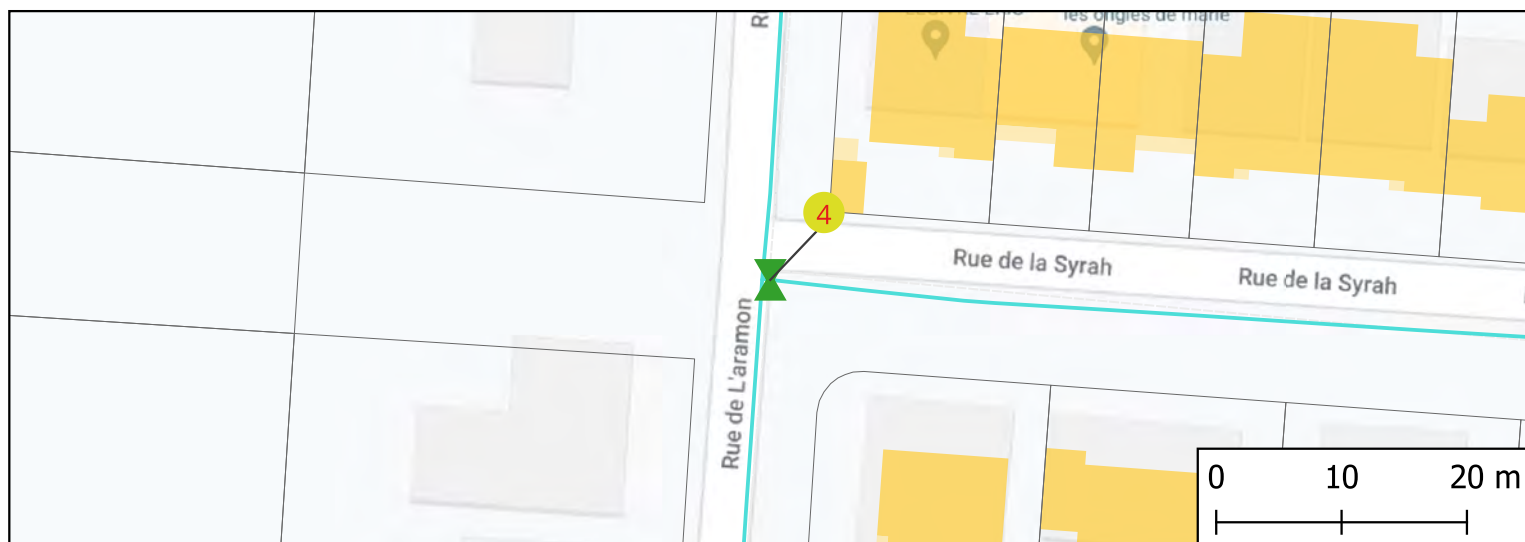 les ongles de marie
4
Rue de la Syrah
Rue de la Syrah
Rue de L'aramon
0 10 20 m